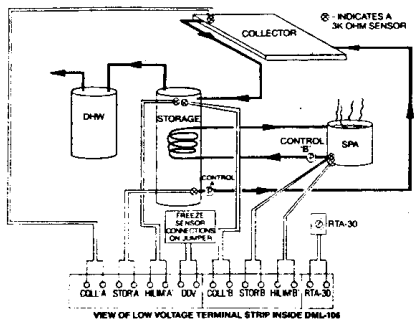 - INDICATES A
3K OHM SENSOR
COLLECTOR
DHW
STORAGE
CONTROL
'B'
SPA
CONTROL
'A'
FREEZE
SENSOR
CONNECTIONS
ON JUMPER
RTA-30
COLL'A' STOR'A' HILIM'A' DDV COLL'B' STOR'B' HILIM'B' RTA-30
VIEW OF LOW VOLTAGE TERMINAL STRIP INSIDE DML-106